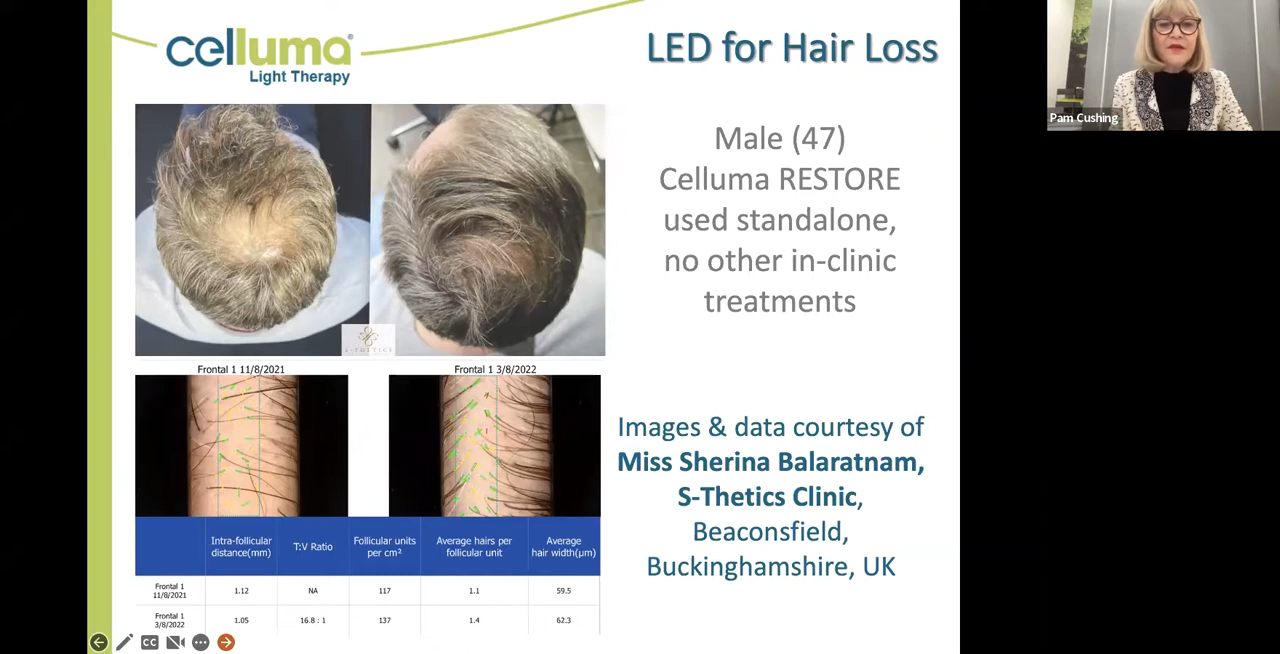 celluma®
Light Therapy
LED for Hair Loss
Male (47)
Celluma RESTORE
used standalone,
no other in-clinic
treatments
S-THETICS
Frontal 1 11/8/2021
Frontal 1 3/8/2022
Intra-follicular distance(mm)
T:V Ratio
Follicular units per cm²
Average hairs per follicular unit
Average hair width(µm)
Frontal 1 11/8/2021
1.12
NA
117
1.1
59.5
Frontal 1 3/8/2022
1.05
16.8 : 1
137
1.4
62.3
Images & data courtesy of
Miss Sherina Balaratnam,
S-Thetics Clinic,
Beaconsfield,
Buckinghamshire, UK
CC
Pam Cushing